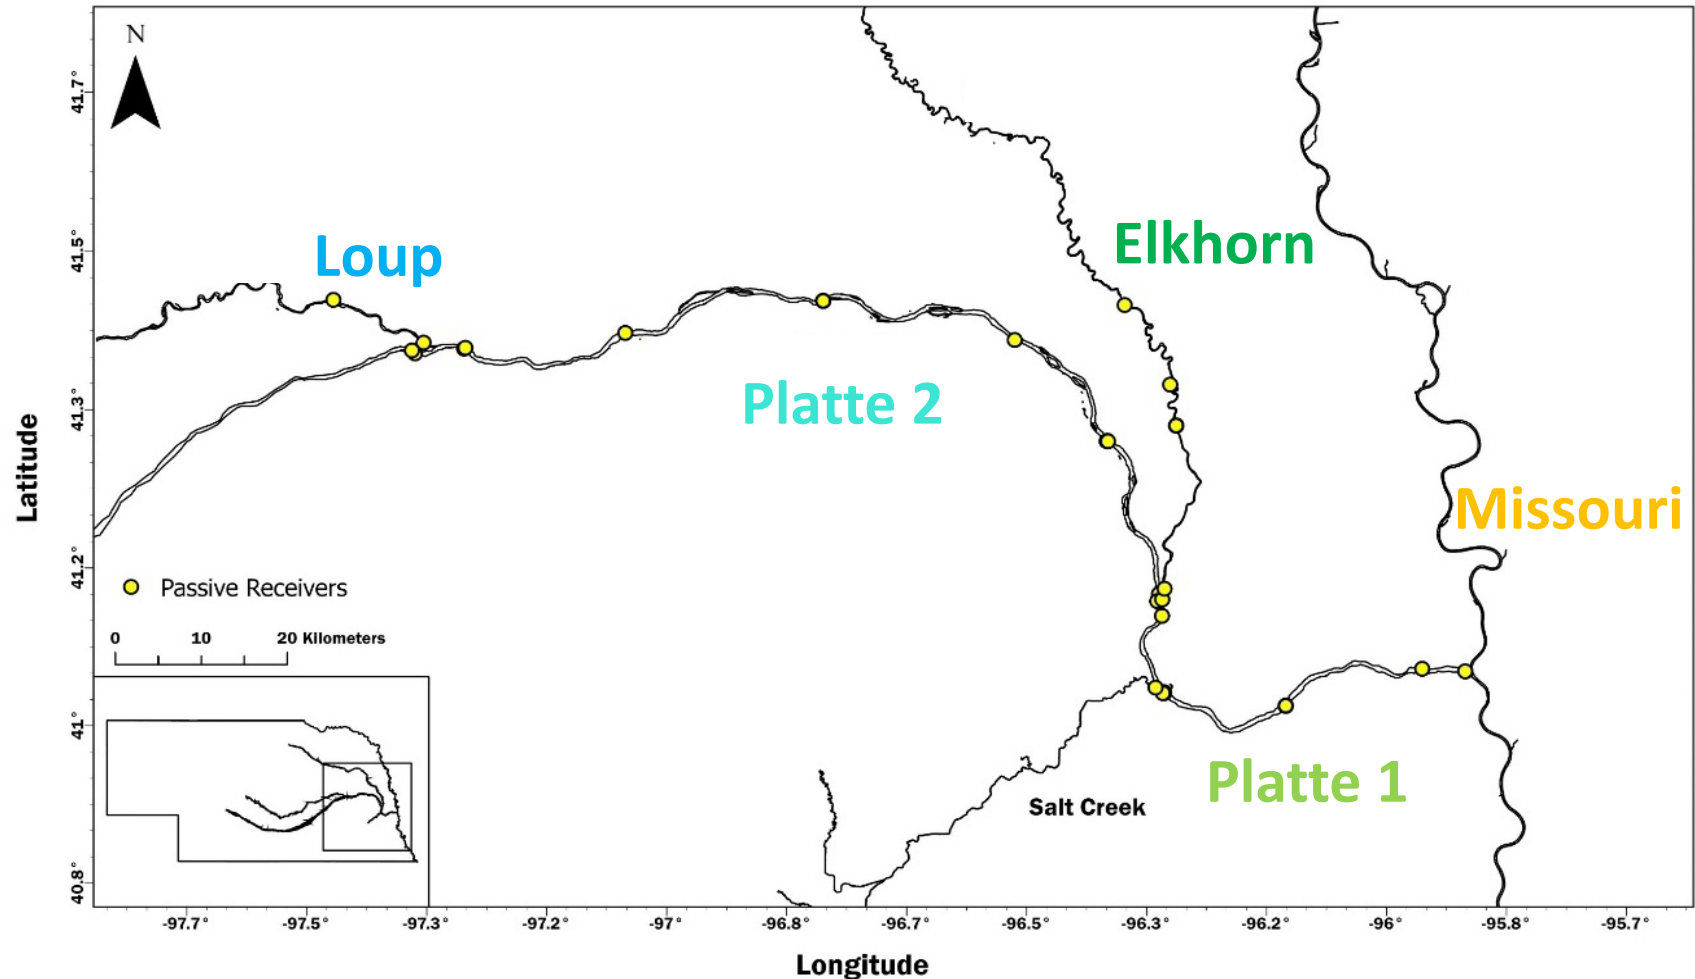 N
41.7°
41.5°
41.3°
41.2°
41°
40.8°
Latitude
Loup
Elkhorn
Platte 2
Missouri
Platte 1
Salt Creek
Passive Receivers
0 10 20 Kilometers
-97.7° -97.5° -97.3° -97.2° -97° -96.8° -96.7° -96.5° -96.3° -96.2° -96° -95.8° -95.7°
Longitude